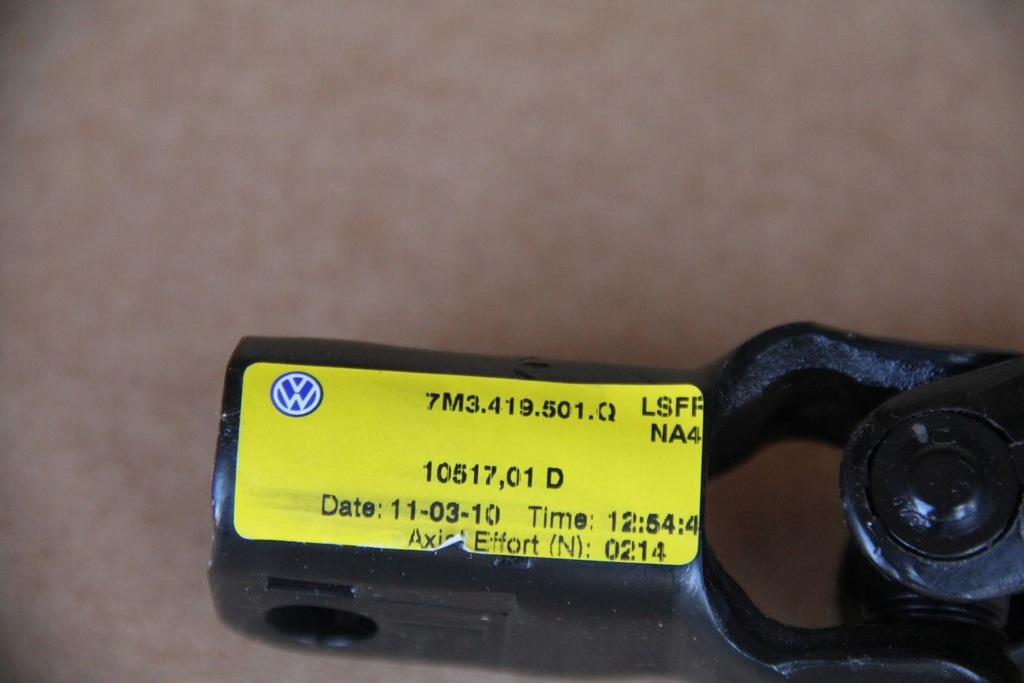 VW
7M3.419.501.Q LSFF
NA4
10517,01 D
Date: 11-03-10 Time: 12:54:4
Axial Effort (N): 0214